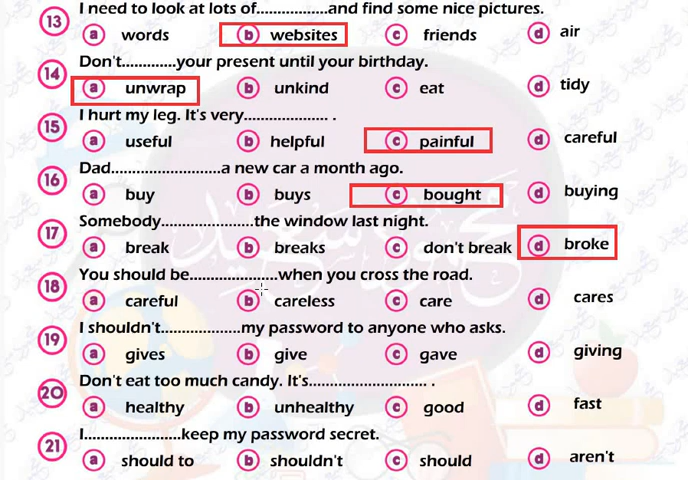 13 I need to look at lots of.................and find some nice pictures.
a words b websites c friends d air
14 Don't.............your present until your birthday.
a unwrap b unkind c eat d tidy
15 I hurt my leg. It's very.................... .
a useful b helpful c painful d careful
16 Dad..........................a new car a month ago.
a buy b buys c bought d buying
17 Somebody......................the window last night.
a break b breaks c don't break d broke
18 You should be.....................when you cross the road.
a careful b careless c care d cares
19 I shouldn't...................my password to anyone who asks.
a gives b give c gave d giving
20 Don't eat too much candy. It's............................ .
a healthy b unhealthy c good d fast
21 I.......................keep my password secret.
a should to b shouldn't c should d aren't